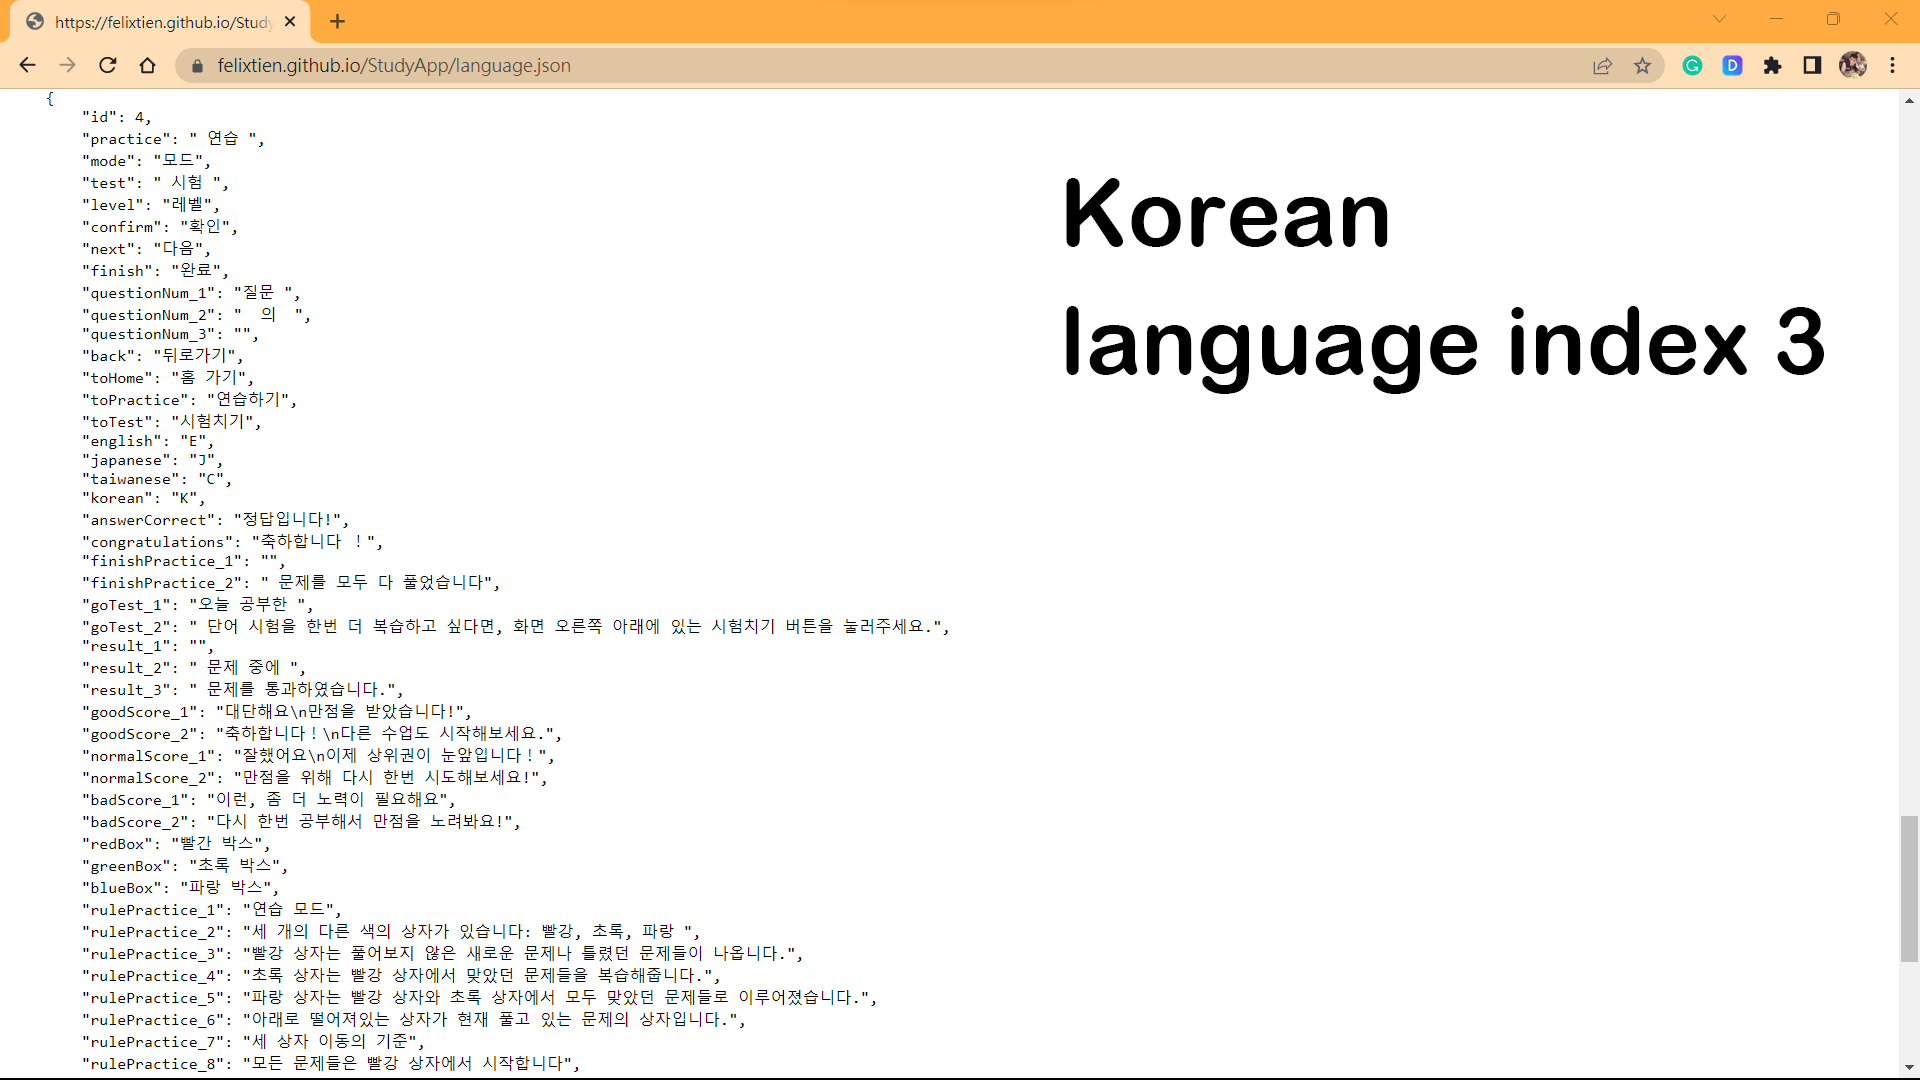 https://felixtien.github.io/Stud
felixtien.github.io/StudyApp/language.json
{
"id": 4,
"practice": " 연습 ",
"mode": "모드",
"test": " 시험 ",
"level": "레벨",
"confirm": "확인",
"next": "다음",
"finish": "완료",
"questionNum_1": "질문 ",
"questionNum_2": "  의  ",
"questionNum_3": "",
"back": "뒤로가기",
"toHome": "홈 가기",
"toPractice": "연습하기",
"toTest": "시험치기",
"english": "E",
"japanese": "J",
"taiwanese": "C",
"korean": "K",
"answerCorrect": "정답입니다!",
"congratulations": "축하합니다 !",
"finishPractice_1": "",
"finishPractice_2": " 문제를 모두 다 풀었습니다",
"goTest_1": "오늘 공부한 ",
"goTest_2": " 단어 시험을 한번 더 복습하고 싶다면, 화면 오른쪽 아래에 있는 시험치기 버튼을 눌러주세요.",
"result_1": "",
"result_2": " 문제 중에 ",
"result_3": " 문제를 통과하였습니다.",
"goodScore_1": "대단해요\n만점을 받았습니다!",
"goodScore_2": "축하합니다!\n다른 수업도 시작해보세요.",
"normalScore_1": "잘했어요\n이제 상위권이 눈앞입니다!",
"normalScore_2": "만점을 위해 다시 한번 시도해보세요!",
"badScore_1": "이런, 좀 더 노력이 필요해요",
"badScore_2": "다시 한번 공부해서 만점을 노려봐요!",
"redBox": "빨간 박스",
"greenBox": "초록 박스",
"blueBox": "파랑 박스",
"rulePractice_1": "연습 모드",
"rulePractice_2": "세 개의 다른 색의 상자가 있습니다: 빨강, 초록, 파랑 ",
"rulePractice_3": "빨강 상자는 풀어보지 않은 새로운 문제나 틀렸던 문제들이 나옵니다.",
"rulePractice_4": "초록 상자는 빨강 상자에서 맞았던 문제들을 복습해줍니다.",
"rulePractice_5": "파랑 상자는 빨강 상자와 초록 상자에서 모두 맞았던 문제들로 이루어졌습니다.",
"rulePractice_6": "아래로 떨어져있는 상자가 현재 풀고 있는 문제의 상자입니다.",
"rulePractice_7": "세 상자 이동의 기준",
"rulePractice_8": "모든 문제들은 빨강 상자에서 시작합니다",
Korean
language index 3